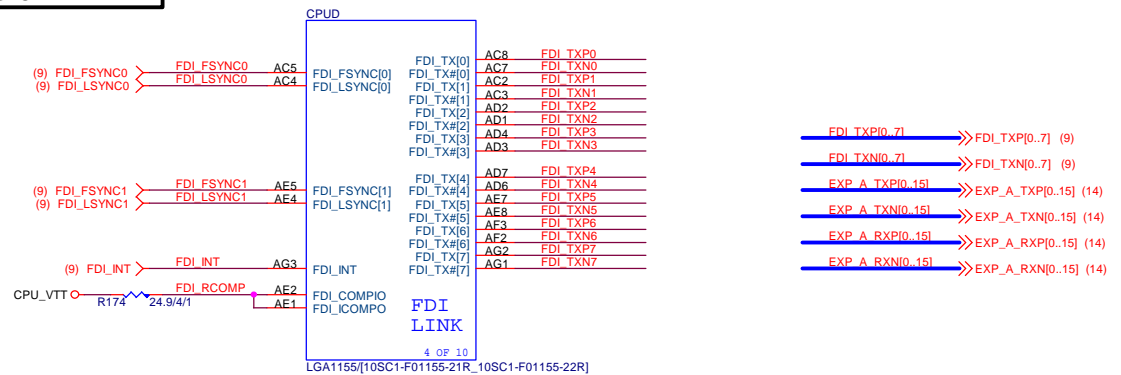 CPUD
(9) FDI_FSYNC0 FDI_FSYNC0 AC5 FDI_FSYNC[0]
(9) FDI_LSYNC0 FDI_LSYNC0 AC4 FDI_LSYNC[0]
FDI_TX[0] AC8 FDI_TXP0
FDI_TX#[0] AC7 FDI_TXN0
FDI_TX[1] AC2 FDI_TXP1
FDI_TX#[1] AC3 FDI_TXN1
FDI_TX[2] AD2 FDI_TXP2
FDI_TX#[2] AD1 FDI_TXN2
FDI_TX[3] AD4 FDI_TXP3
FDI_TX#[3] AD3 FDI_TXN3
(9) FDI_FSYNC1 FDI_FSYNC1 AE5 FDI_FSYNC[1]
(9) FDI_LSYNC1 FDI_LSYNC1 AE4 FDI_LSYNC[1]
FDI_TX[4] AD7 FDI_TXP4
FDI_TX#[4] AD6 FDI_TXN4
FDI_TX[5] AE7 FDI_TXP5
FDI_TX#[5] AE8 FDI_TXN5
FDI_TX[6] AF3 FDI_TXP6
FDI_TX#[6] AF2 FDI_TXN6
FDI_TX[7] AG2 FDI_TXP7
FDI_TX#[7] AG1 FDI_TXN7
(9) FDI_INT FDI_INT AG3 FDI_INT
CPU_VTT R174 24.9/4/1 FDI_RCOMP AE2 FDI_COMPIO
AE1 FDI_ICOMPO
FDI
LINK
4 OF 10
LGA1155/[10SC1-F01155-21R_10SC1-F01155-22R]
FDI_TXP[0..7] FDI_TXP[0..7] (9)
FDI_TXN[0..7] FDI_TXN[0..7] (9)
EXP_A_TXP[0..15] EXP_A_TXP[0..15] (14)
EXP_A_TXN[0..15] EXP_A_TXN[0..15] (14)
EXP_A_RXP[0..15] EXP_A_RXP[0..15] (14)
EXP_A_RXN[0..15] EXP_A_RXN[0..15] (14)